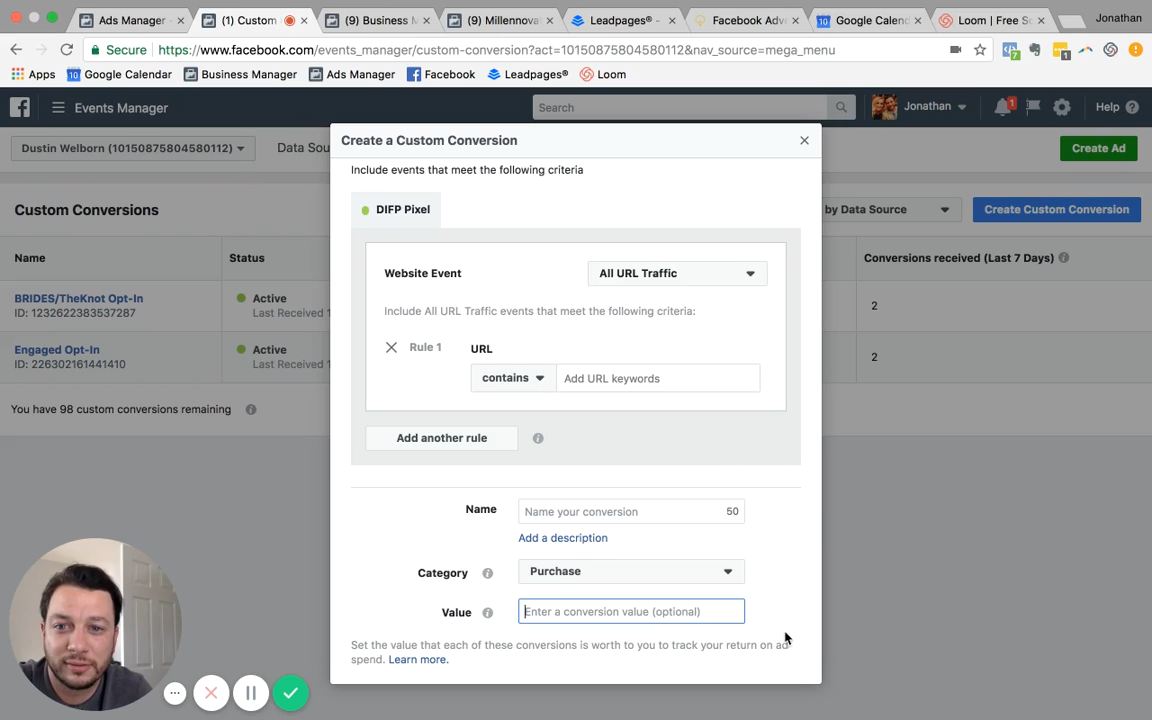 Ads Manager -
(1) Custom
(9) Business M
(9) Millennova
Leadpages® -
Facebook Adv
Google Calend
Loom | Free Sc
Jonathan
Secure
https://www.facebook.com/events_manager/custom-conversion?act=10150875804580112&nav_source=mega_menu
7
1
Apps
10
Google Calendar
Business Manager
Ads Manager
Facebook
Leadpages®
Loom
Events Manager
Search
Jonathan
1
Help
Dustin Welborn (10150875804580112)
Data Sou
Create Ad
Create a Custom Conversion
Include events that meet the following criteria
Custom Conversions
by Data Source
Create Custom Conversion
DIFP Pixel
Name
Status
Conversions received (Last 7 Days)
Website Event
All URL Traffic
BRIDES/TheKnot Opt-In
ID: 1232622383537287
Active
Last Received 1
2
Include All URL Traffic events that meet the following criteria:
Engaged Opt-In
ID: 226302161441410
Active
Last Received 1
2
Rule 1
URL
contains
Add URL keywords
You have 98 custom conversions remaining
Add another rule
Name
Name your conversion
50
Add a description
Category
Purchase
Value
Enter a conversion value (optional)
Set the value that each of these conversions is worth to you to track your return on ad
spend. Learn more.